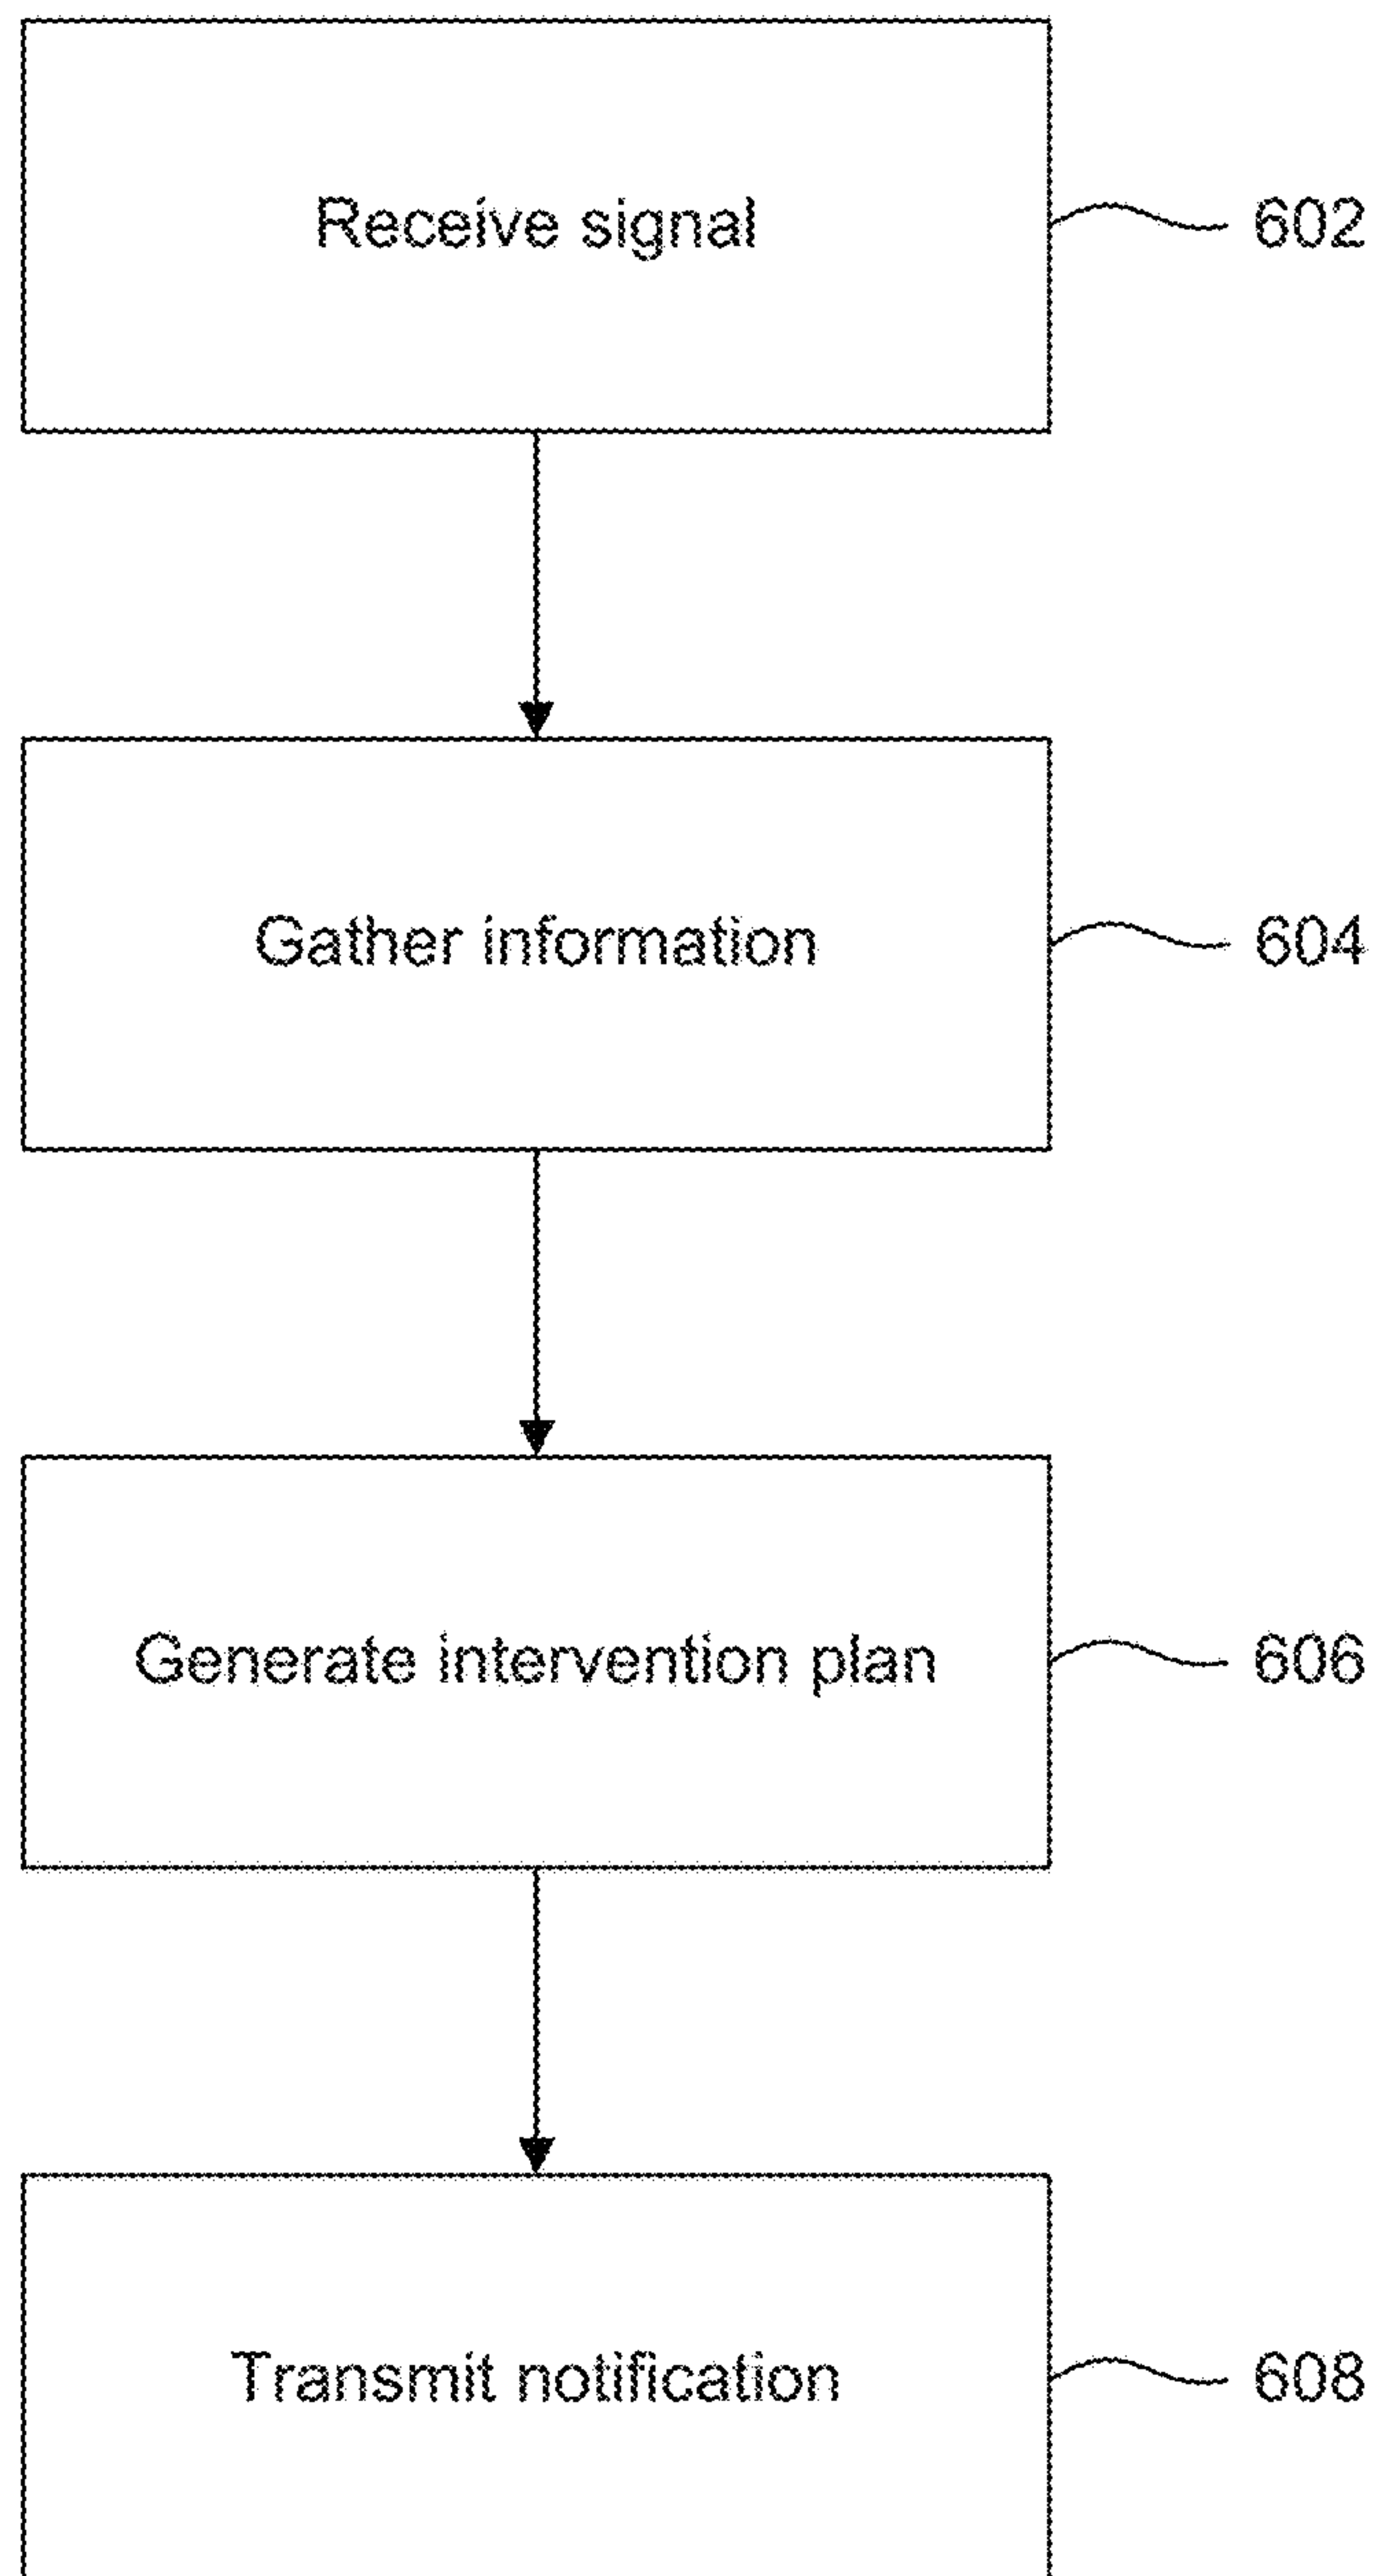 Receive signal
602
Gather information
604
Generate intervention plan
606
Transmit notification
608